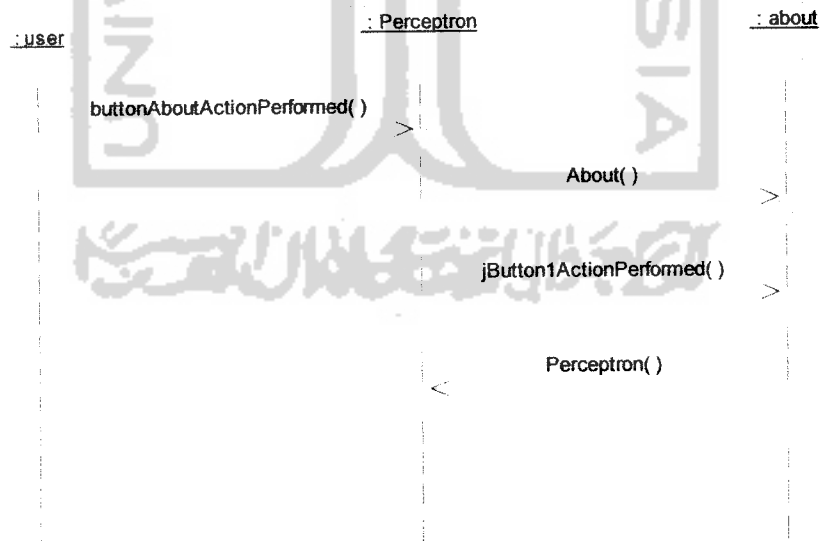 : user
: Perceptron
: about
buttonAboutActionPerformed( )
About( )
jButton1ActionPerformed( )
Perceptron( )